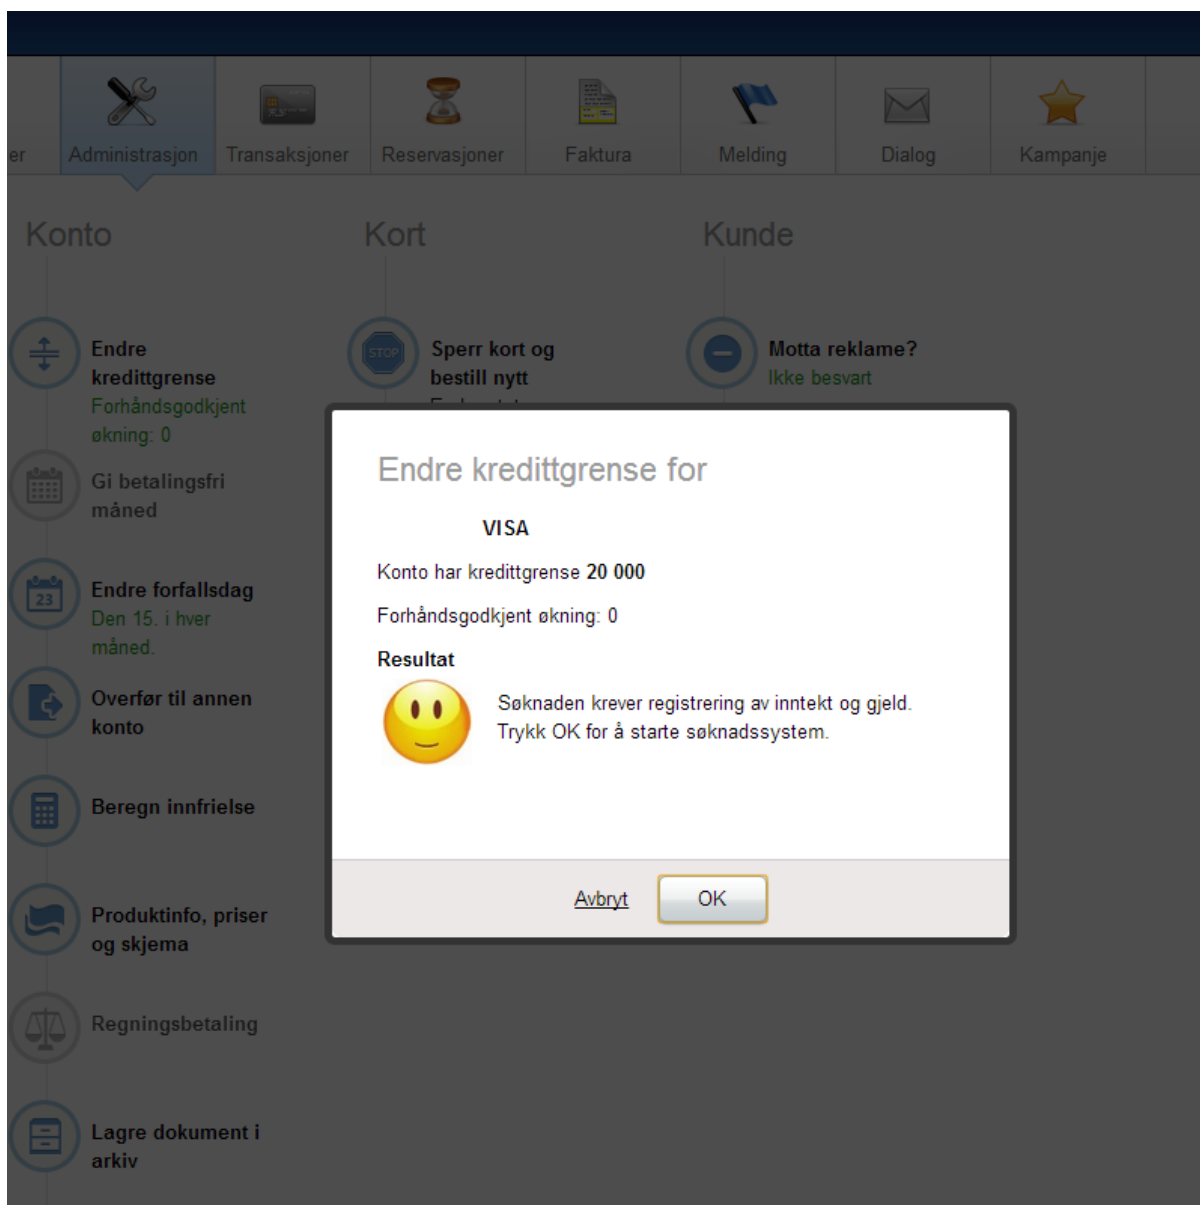 er
Administrasjon
Transaksjoner
Reservasjoner
Faktura
Melding
Dialog
Kampanje
Konto
Kort
Kunde
Endre
kredittgrense
Forhåndsgodkjent
økning: 0
STOP
Sperr kort og
bestill nytt
Motta reklame?
Ikke besvart
Gi betalingsfri
måned
23
Endre forfallsdag
Den 15. i hver
måned.
Overfør til annen
konto
Beregn innfrielse
Produktinfo, priser
og skjema
Regningsbetaling
Lagre dokument i
arkiv
Endre kredittgrense for
VISA
Konto har kredittgrense 20 000
Forhåndsgodkjent økning: 0
Resultat
Søknaden krever registrering av inntekt og gjeld.
Trykk OK for å starte søknadssystem.
Avbryt
OK